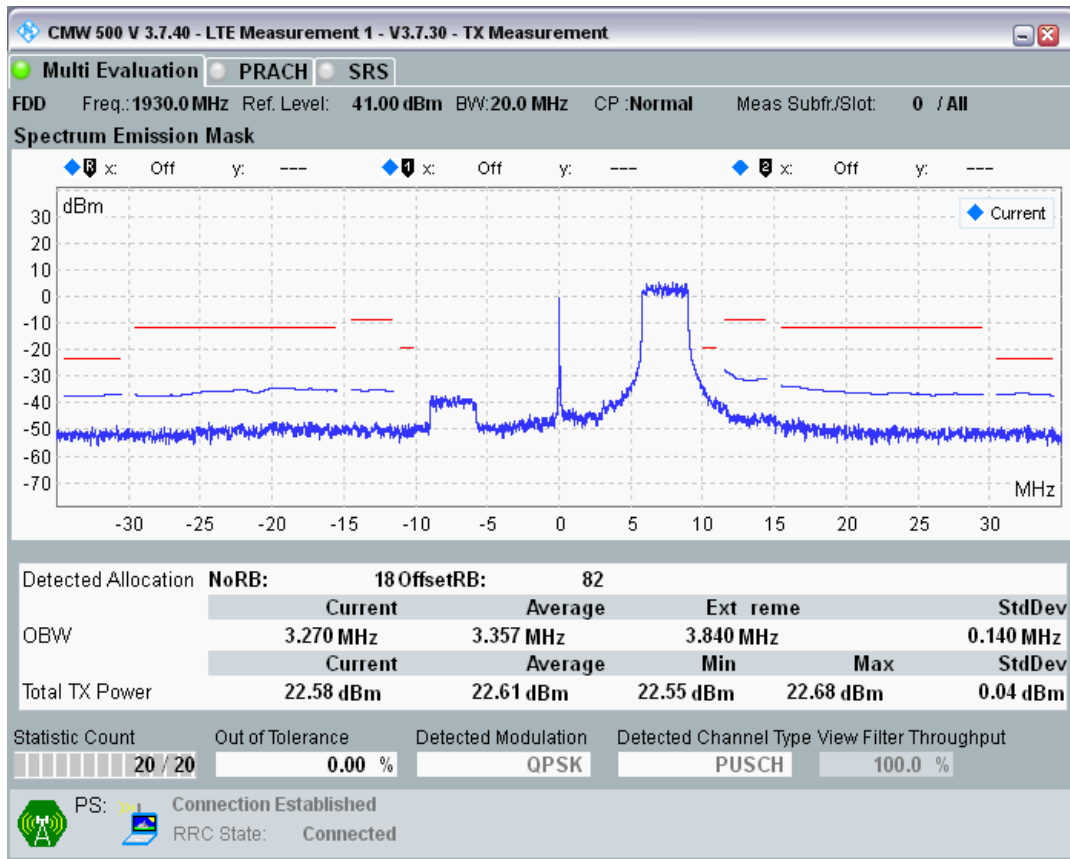 CMW 500 V 3.7.40 - LTE Measurement 1 - V3.7.30 - TX Measurement
Multi Evaluation PRACH SRS
FDD Freq.:1930.0 MHz Ref. Level: 41.00 dBm BW:20.0 MHz CP :Normal Meas Subfr./Slot: 0 / All
Spectrum Emission Mask
R x: Off y: --- 1 x: Off y: --- 2 x: Off y: ---
dBm
Current
30
20
10
0
-10
-20
-30
-40
-50
-60
-70
MHz
-30 -25 -20 -15 -10 -5 0 5 10 15 20 25 30
Detected Allocation NoRB: 18 OffsetRB: 82
Current Average Ext reme StdDev
OBW 3.270 MHz 3.357 MHz 3.840 MHz 0.140 MHz
Current Average Min Max StdDev
Total TX Power 22.58 dBm 22.61 dBm 22.55 dBm 22.68 dBm 0.04 dBm
Statistic Count Out of Tolerance Detected Modulation Detected Channel Type View Filter Throughput
20 / 20 0.00 % QPSK PUSCH 100.0 %
PS: Connection Established
RRC State: Connected